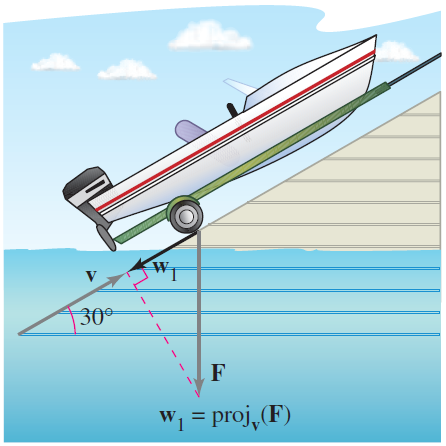 w₁
v
30°
F
w₁ = projᵥ(F)